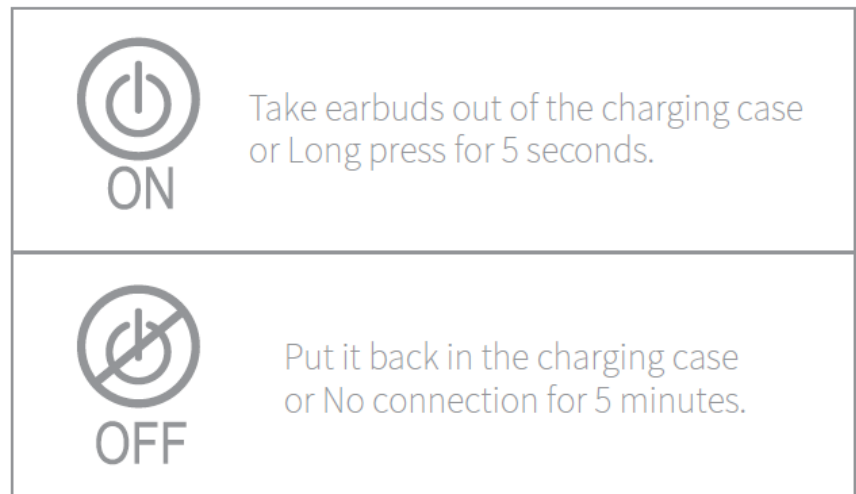 ON
Take earbuds out of the charging case
or Long press for 5 seconds.
OFF
Put it back in the charging case
or No connection for 5 minutes.